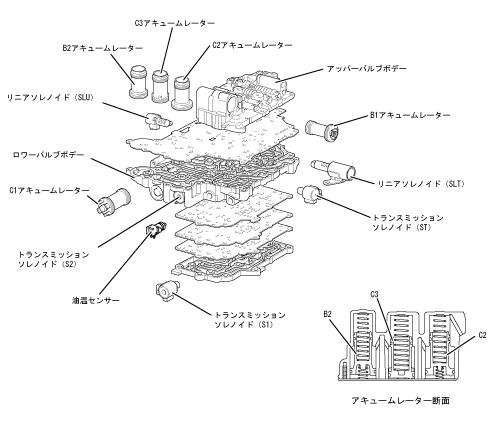 C3アキュームレーター
B2アキュームレーター
C2アキュームレーター
アッパーバルブボデー
リニアソレノイド（SLU）
B1アキュームレーター
ロワーバルブボデー
リニアソレノイド（SLT）
C1アキュームレーター
トランスミッション
ソレノイド（ST）
トランスミッション
ソレノイド（S2）
油温センサー
トランスミッション
ソレノイド（S1）
C3
B2
C2
アキュームレーター断面